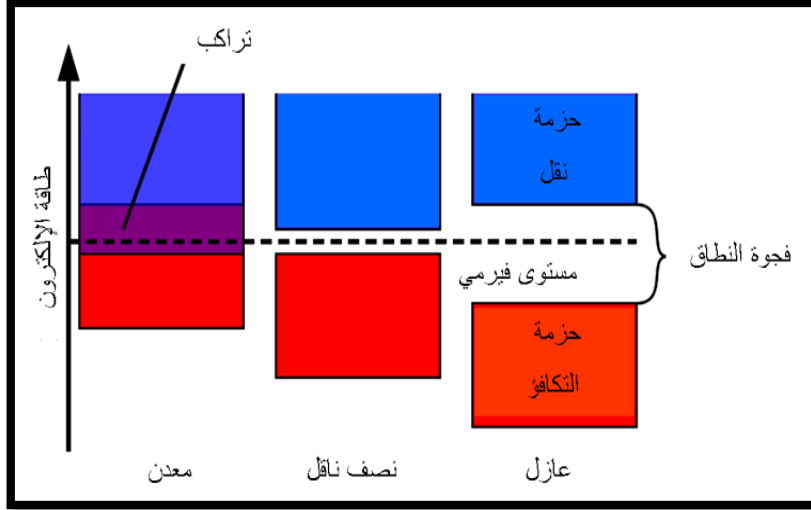 تراكب
طاقة الإلكترون
حزمة
نقل
فجوة النطاق
مستوى فيرمي
حزمة
التكافؤ
معدن
نصف ناقل
عازل